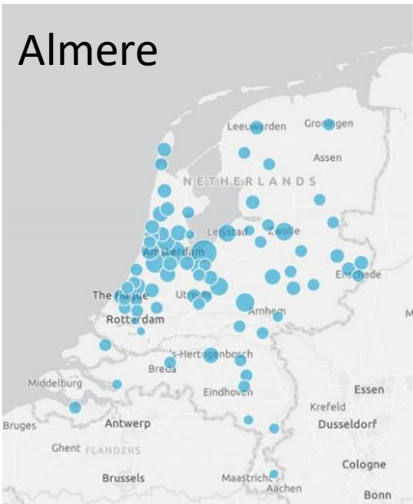 Almere
Leeuwarden
Groningen
Assen
NETHERLANDS
Lelystad
Zwolle
Amsterdam
Enschede
The Hague
Utrecht
Arnhem
Rotterdam
's-Hertogenbosch
Breda
Middelburg
Eindhoven
Essen
Krefeld
Bruges
Antwerp
Dusseldorf
Ghent
FLANDERS
Cologne
Brussels
Maastricht
Aachen
Bonn